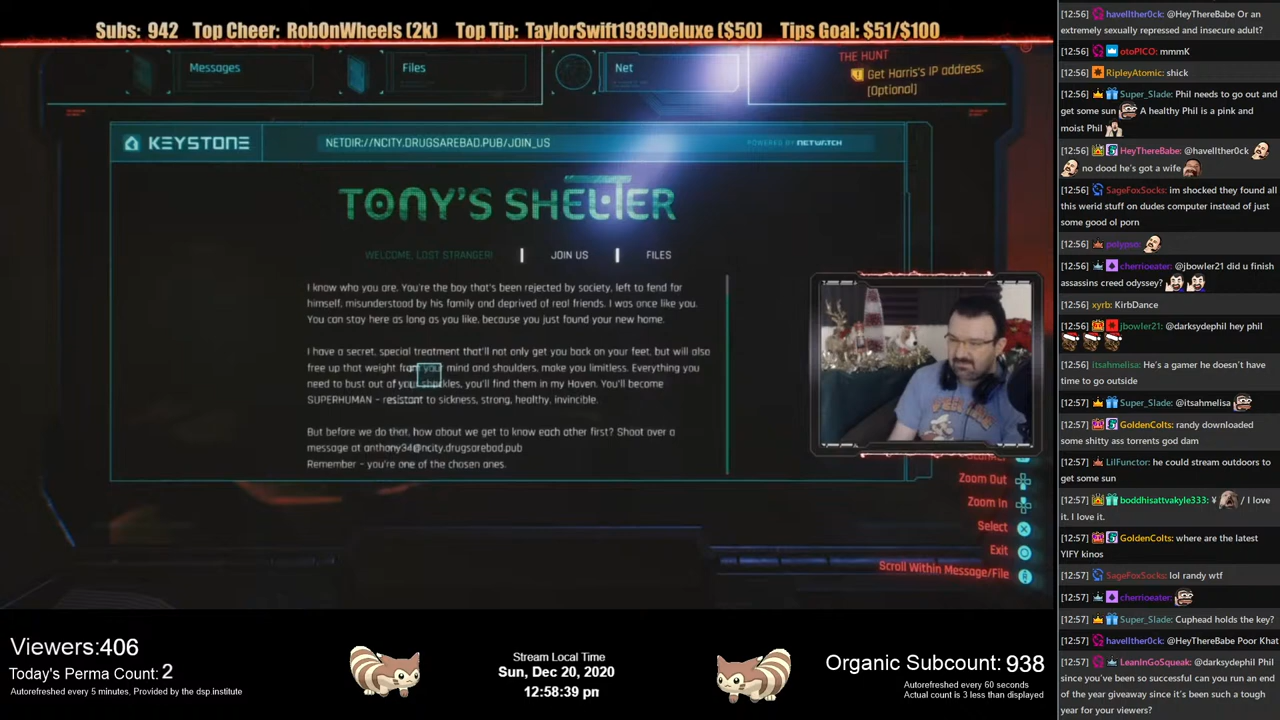 Subs: 942 Top Cheer: RobOnWheels (2k) Top Tip: TaylorSwift1989Deluxe ($50) Tips Goal: $51/$100
Messages
Files
Net
THE HUNT
Get Harris's IP address.
[Optional]
KEYSTONE
NETDIR://NCITY.DRUGSAREBAD.PUB/JOIN_US
POWERED BY NETWATCH
TONY'S SHELTER
WELCOME, LOST STRANGER!
JOIN US
FILES
I know who you are. You're the boy that's been rejected by society, left to fend for
himself, misunderstood by his family and deprived of real friends. I was once like you.
You can stay here as long as you like, because you just found your new home.
I have a secret, special treatment that'll not only get you back on your feet, but will also
free up that weight from your mind and shoulders, make you limitless. Everything you
need to bust out of your shackles, you'll find them in my Haven. You'll become
SUPERHUMAN - resistant to sickness, strong, healthy, invincible.
But before we do that, how about we get to know each other first? Shoot over a
message at anthony34@ncity.drugsarebad.pub
Remember - you're one of the chosen ones.
Zoom Out
Zoom In
Select
Exit
Scroll Within Message/File
Viewers:406
Today's Perma Count: 2
Autorefreshed every 5 minutes, Provided by the dsp institute
Stream Local Time
Sun, Dec 20, 2020
12:58:39 pm
Organic Subcount: 938
Autorefreshed every 60 seconds
Actual count is 3 less than displayed
[12:56] havellther0ck: @HeyThereBabe Or an
extremely sexually repressed and insecure adult?
[12:56] otoPICO: mmmK
[12:56] RipleyAtomic: shick
[12:56] Super_Slade: Phil needs to go out and
get some sun A healthy Phil is a pink and
moist Phil
[12:56] HeyThereBabe: @havellther0ck
no dood he's got a wife
[12:56] SageFoxSocks: im shocked they found all
this werid stuff on dudes computer instead of just
some good ol porn
[12:56] polypso:
[12:56] cherrioeater: @jbowler21 did u finish
assassins creed odyssey?
[12:56] xyrb: KirbDance
[12:56] jbowler21: @darksydephil hey phil
[12:56] itsahmelisa: He's a gamer he doesn't have
time to go outside
[12:56] Super_Slade: @itsahmelisa
[12:57] GoldenColts: randy downloaded
some shitty ass torrents god dam
[12:57] LilFunctor: he could stream outdoors to
get some sun
[12:57] boddhisattvakyle333: ¥ / I love
it. I love it.
[12:57] GoldenColts: where are the latest
YIFY kinos
[12:57] SageFoxSocks: lol randy wtf
[12:57] cherrioeater:
[12:57] Super_Slade: Cuphead holds the key?
[12:57] havellther0ck: @HeyThereBabe Poor Khat
[12:57] LeanInGoSqueak: @darksydephil Phil
since you've been so successful can you run an end
of the year giveaway since it's been such a tough
year for your viewers?